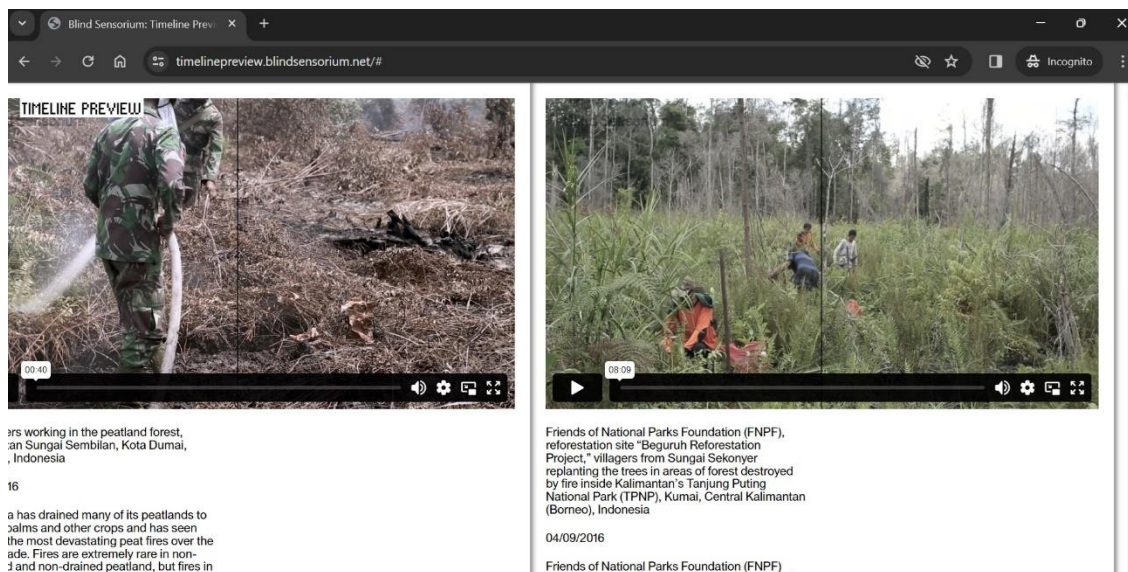 Blind Sensorium: Timeline Previ
timelinepreview.blindsensorium.net/#
Incognito
TIMELINE PREVIEW
00:40
ers working in the peatland forest,
tan Sungai Sembilan, Kota Dumai,
, Indonesia
16
a has drained many of its peatlands to
palms and other crops and has seen
the most devastating peat fires over the
ade. Fires are extremely rare in non-
d and non-drained peatland, but fires in
08:09
Friends of National Parks Foundation (FNPF),
reforestation site “Beguruh Reforestation
Project,” villagers from Sungai Sekonyer
replanting the trees in areas of forest destroyed
by fire inside Kalimantan’s Tanjung Puting
National Park (TPNP), Kumai, Central Kalimantan
(Borneo), Indonesia
04/09/2016
Friends of National Parks Foundation (FNPF)